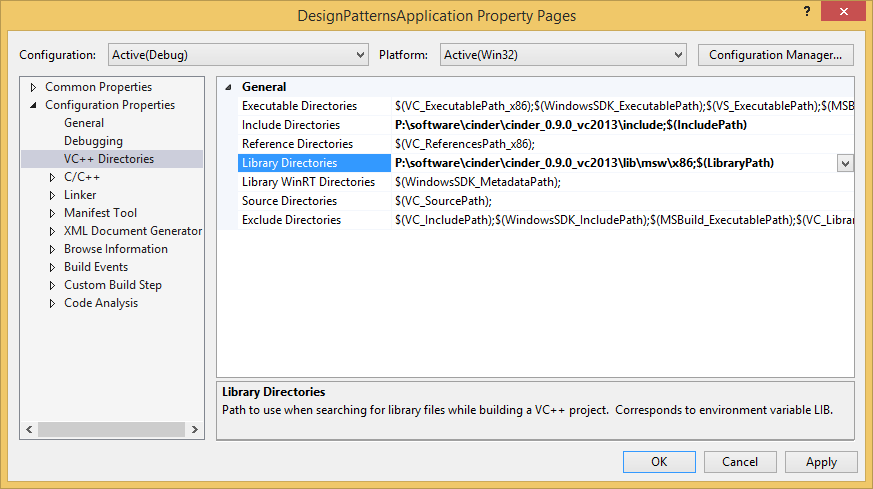 DesignPatternsApplication Property Pages
?
Configuration: Active(Debug) Platform: Active(Win32) Configuration Manager...
Common Properties
Configuration Properties
General
Debugging
VC++ Directories
C/C++
Linker
Manifest Tool
XML Document Generator
Browse Information
Build Events
Custom Build Step
Code Analysis
General
Executable Directories $(VC_ExecutablePath_x86);$(WindowsSDK_ExecutablePath);$(VS_ExecutablePath);$(MSB
Include Directories P:\software\cinder\cinder_0.9.0_vc2013\include;$(IncludePath)
Reference Directories $(VC_ReferencesPath_x86);
Library Directories P:\software\cinder\cinder_0.9.0_vc2013\lib\msw\x86;$(LibraryPath)
Library WinRT Directories $(WindowsSDK_MetadataPath);
Source Directories $(VC_SourcePath);
Exclude Directories $(VC_IncludePath);$(WindowsSDK_IncludePath);$(MSBuild_ExecutablePath);$(VC_Librar
Library Directories
Path to use when searching for library files while building a VC++ project. Corresponds to environment variable LIB.
OK Cancel Apply